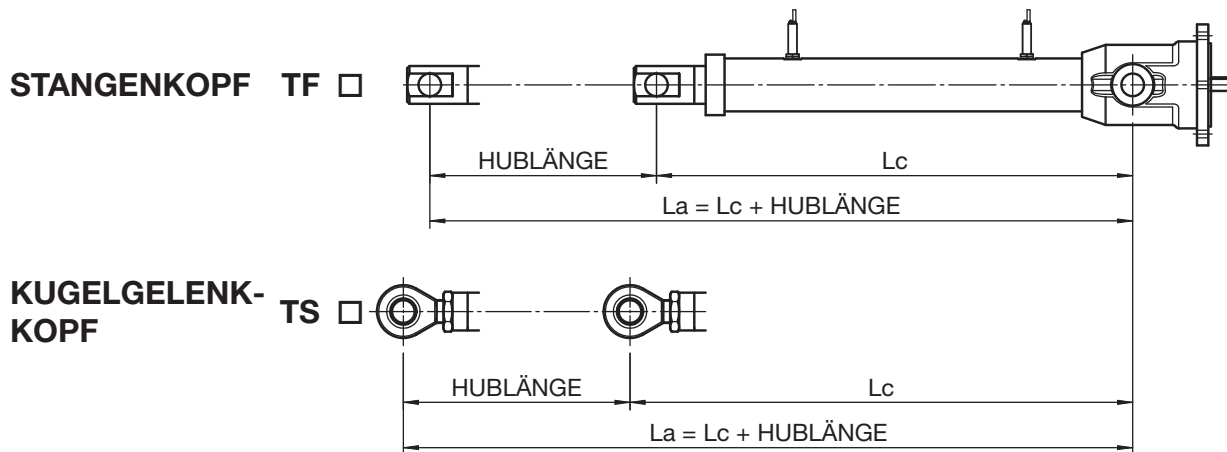 STANGENKOPF TF □
HUBLÄNGE Lc
La = Lc + HUBLÄNGE
KUGELGELENK-
KOPF
TS □
HUBLÄNGE Lc
La = Lc + HUBLÄNGE